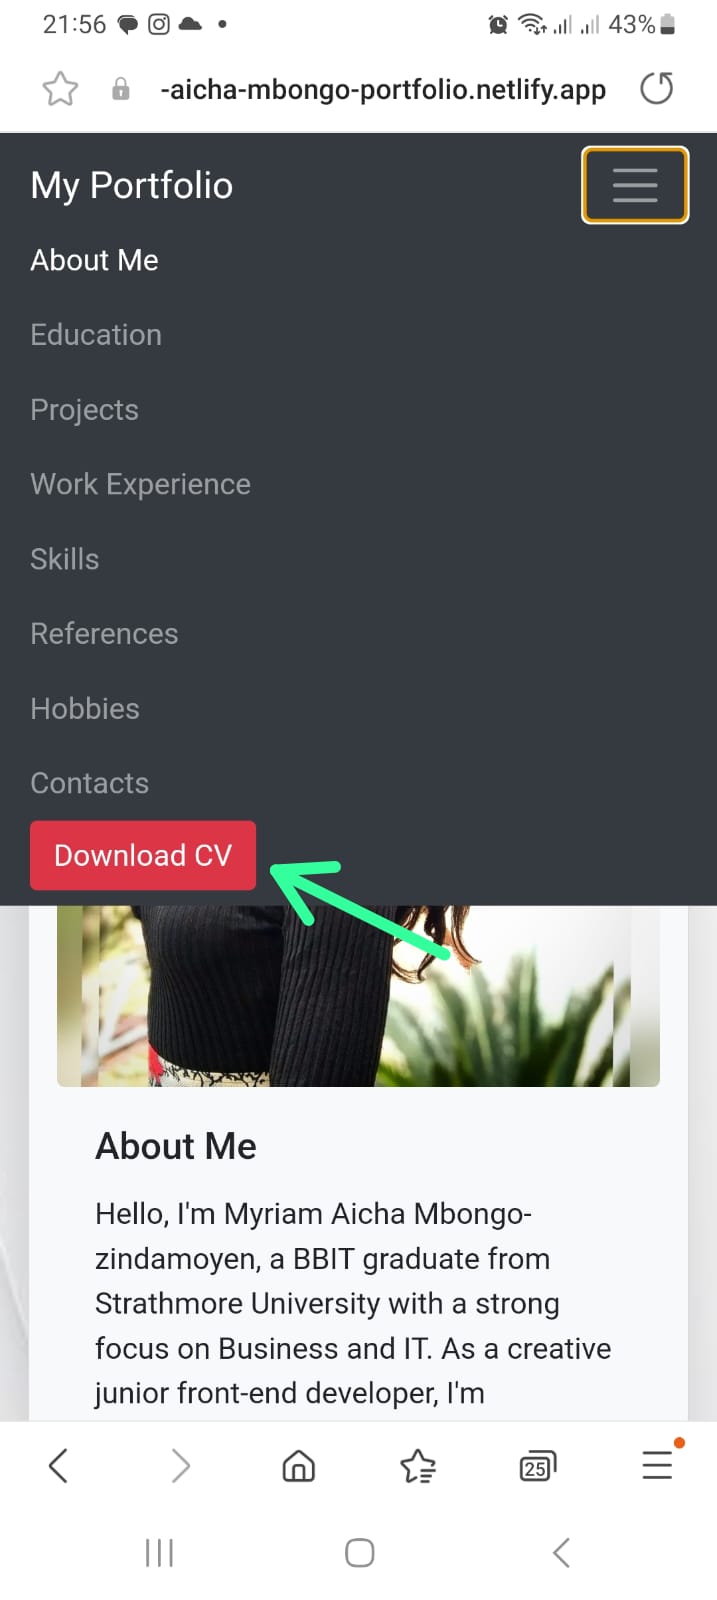 21:56
43%
-aicha-mbongo-portfolio.netlify.app
My Portfolio
About Me
Education
Projects
Work Experience
Skills
References
Hobbies
Contacts
Download CV
About Me
Hello, I'm Myriam Aicha Mbongo-
zindamoyen, a BBIT graduate from
Strathmore University with a strong
focus on Business and IT. As a creative
junior front-end developer, I'm
25